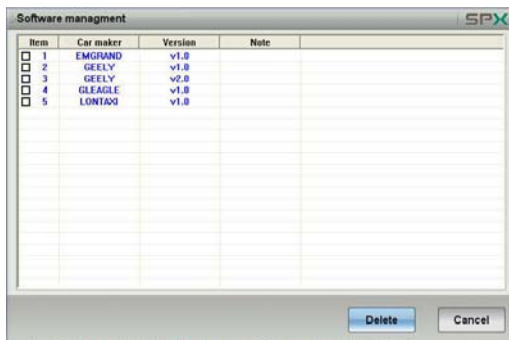 Software managment
SPX
Item Car maker Version Note
1 EMGRAND v1.0
2 GEELY v1.0
3 GEELY v2.0
4 GLEAGLE v1.0
5 LONTAXI v1.0
Delete Cancel